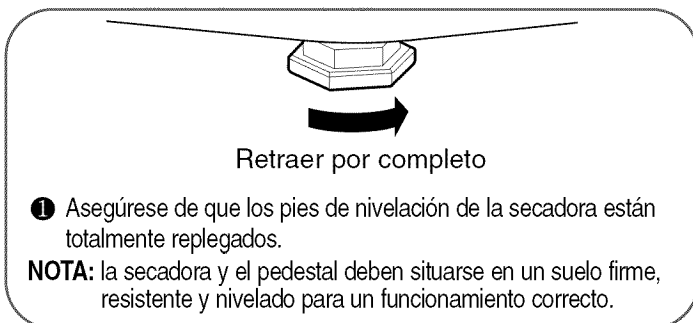 Retraer por completo
❶ Asegúrese de que los pies de nivelación de la secadora están
totalmente replegados.
NOTA: la secadora y el pedestal deben situarse en un suelo firme,
resistente y nivelado para un funcionamiento correcto.